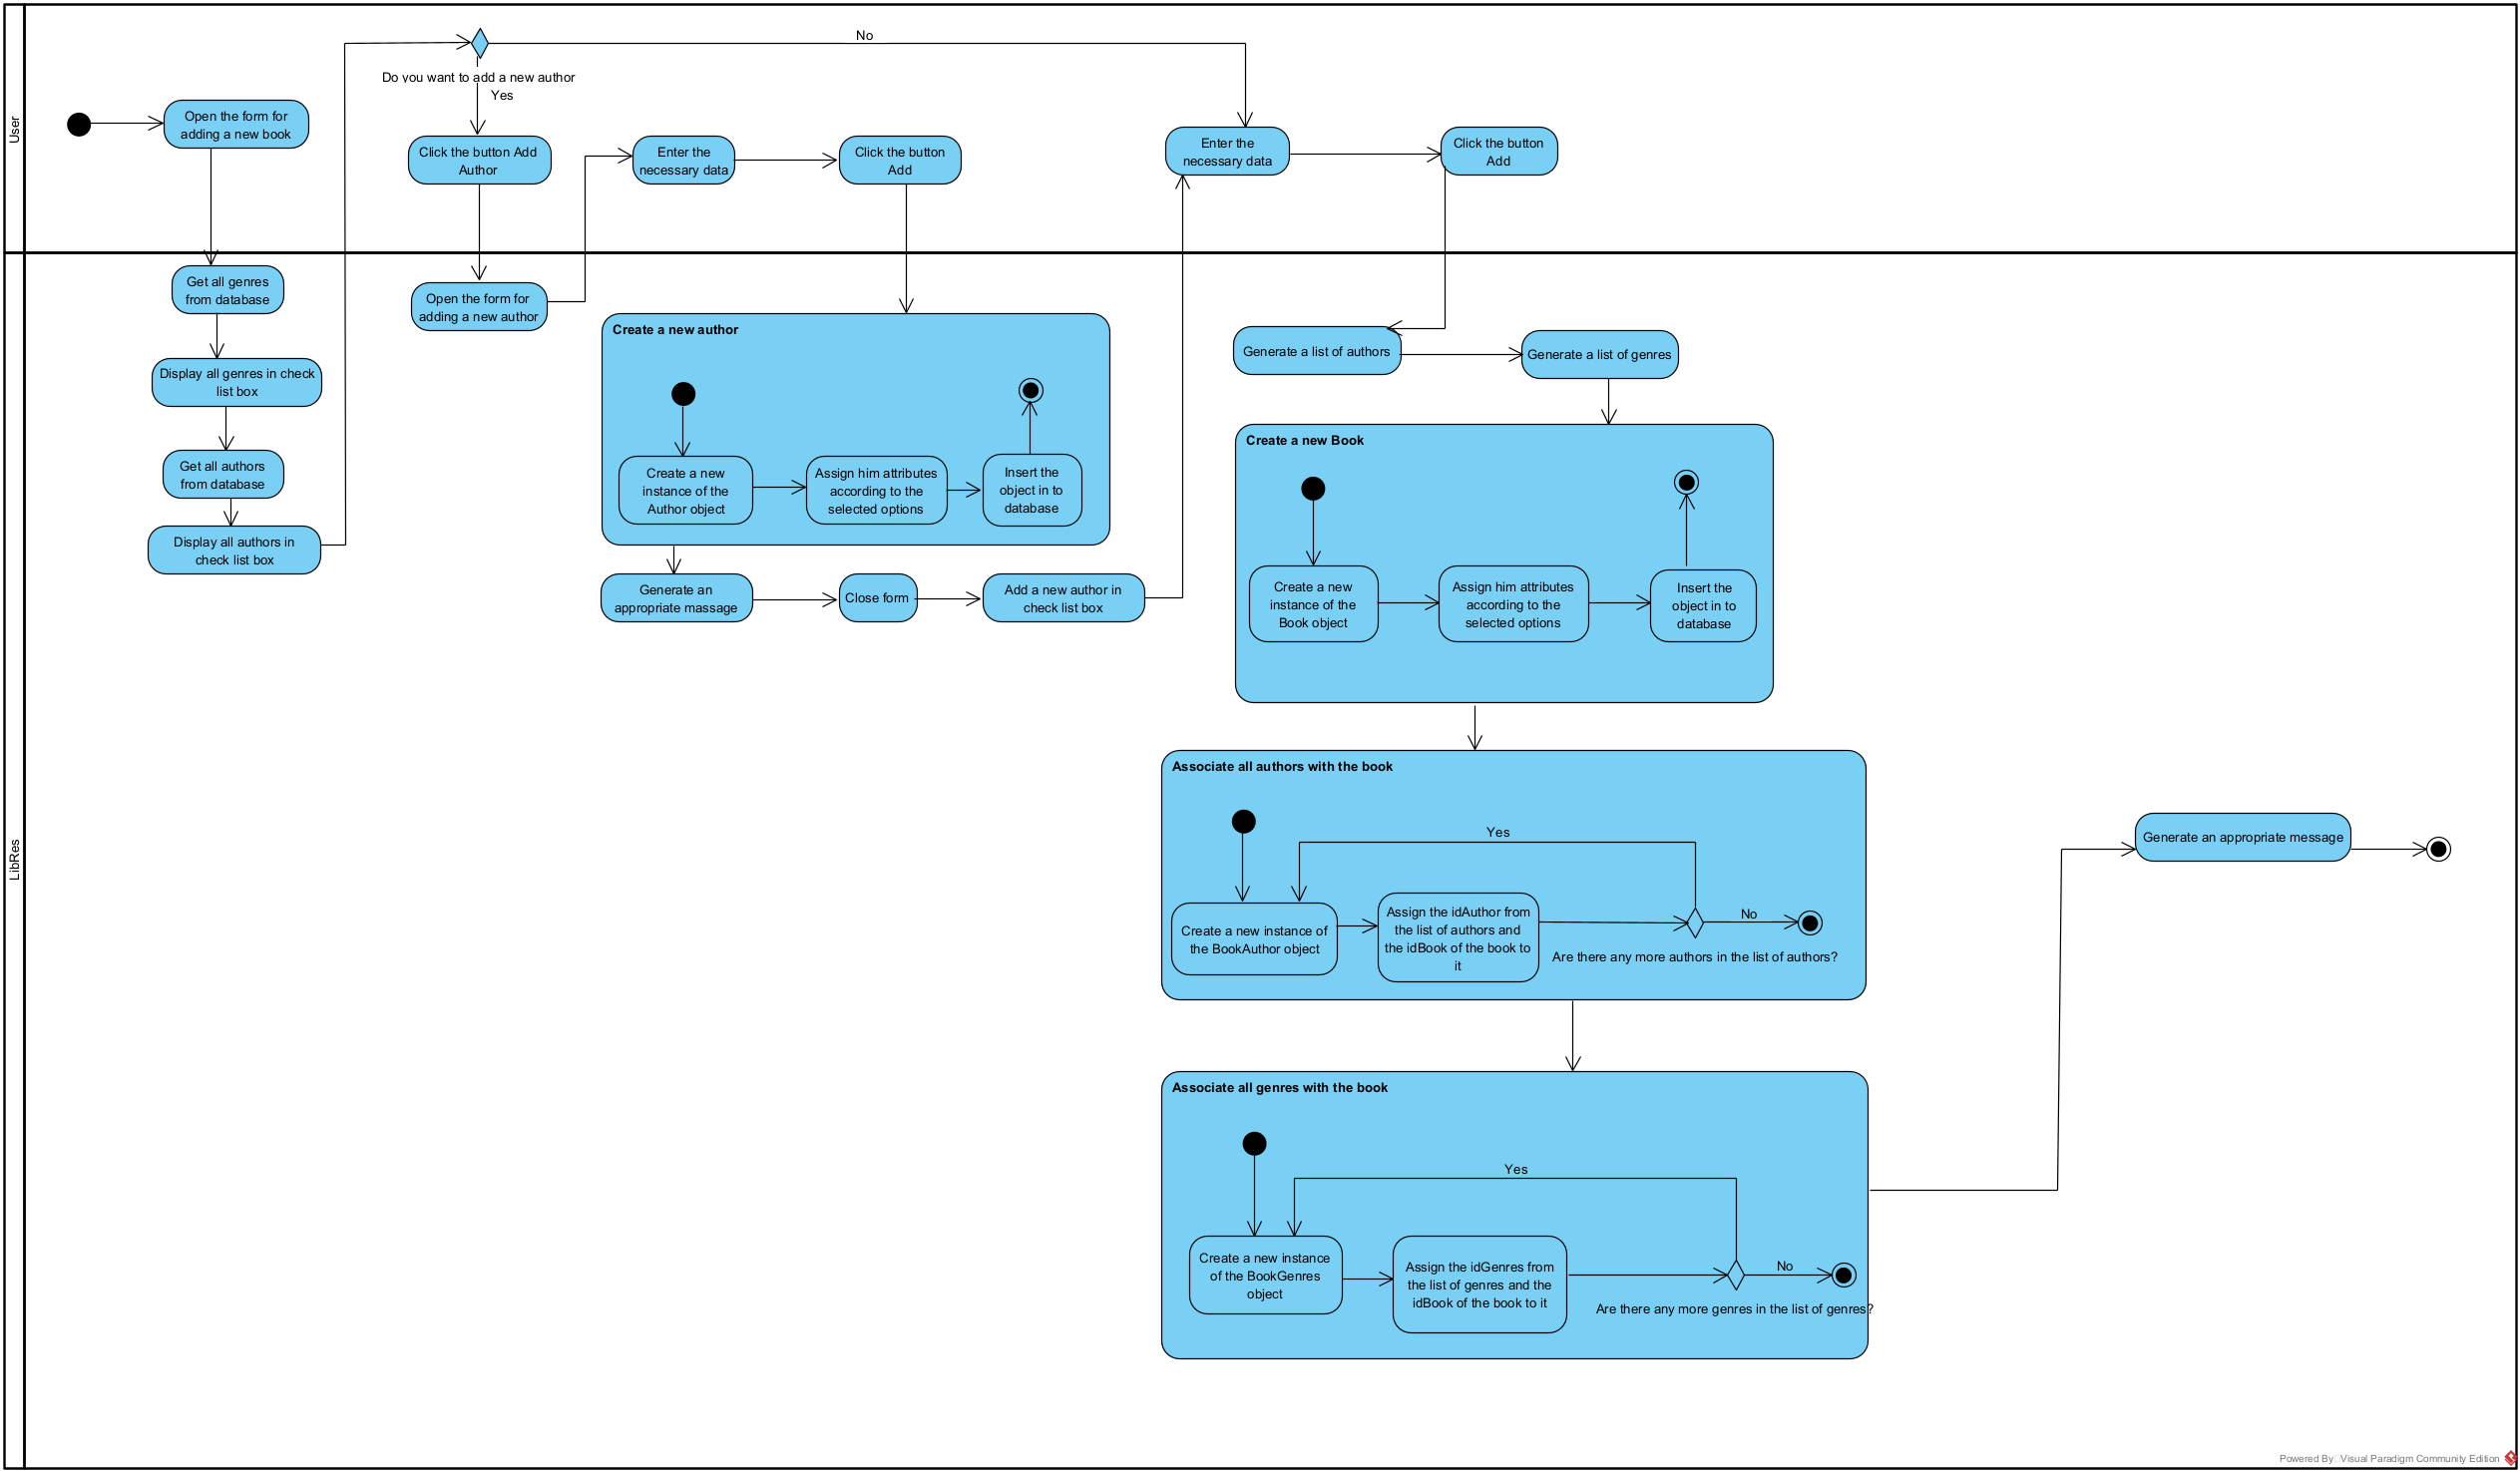 User
No
Do you want to add a new author
Yes
Open the form for
adding a new book
Click the button Add
Author
Enter the
necessary data
Click the button
Add
Enter the
necessary data
Click the button
Add
LibRes
Get all genres
from database
Display all genres in check
list box
Get all authors
from database
Display all authors in
check list box
Open the form for
adding a new author
Create a new author
Create a new
instance of the
Author object
Assign him attributes
according to the
selected options
Insert the
object in to
database
Generate an
appropriate massage
Close form
Add a new author in
check list box
Generate a list of authors
Generate a list of genres
Create a new Book
Create a new
instance of the
Book object
Assign him attributes
according to the
selected options
Insert the
object in to
database
Associate all authors with the book
Yes
Create a new instance of
the BookAuthor object
Assign the idAuthor from
the list of authors and
the idBook of the book to
it
No
Are there any more authors in the list of authors?
Associate all genres with the book
Yes
Create a new instance
of the BookGenres
object
Assign the idGenres from
the list of genres and the
idBook of the book to it
No
Are there any more genres in the list of genres?
Generate an appropriate message
Powered By Visual Paradigm Community Edition